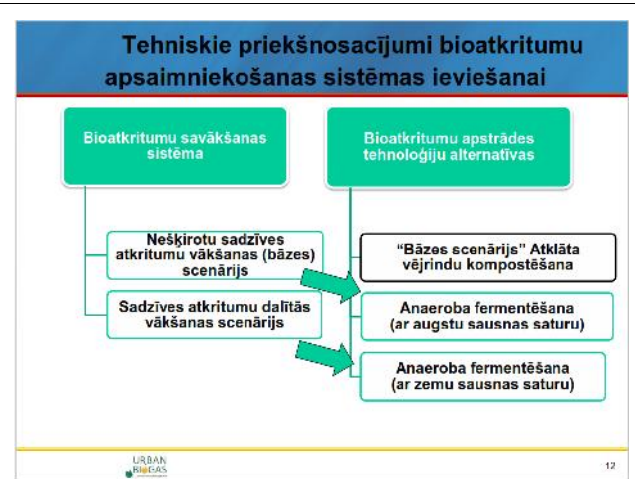 Tehniskie priekšnosacījumi bioatkritumu
apsaimniekošanas sistēmas ieviešanai
Bioatkritumu savākšanas
sistēma
Nešķirotu sadzīves
atkritumu vākšanas (bāzes)
scenārijs
Sadzīves atkritumu dalītās
vākšanas scenārijs
Bioatkritumu apstrādes
tehnoloģiju alternatīvas
“Bāzes scenārijs” Atklāta
vējrindu kompostēšana
Anaeroba fermentēšana
(ar augstu sausnas saturu)
Anaeroba fermentēšana
(ar zemu sausnas saturu)
URBAN
BIOGAS
12